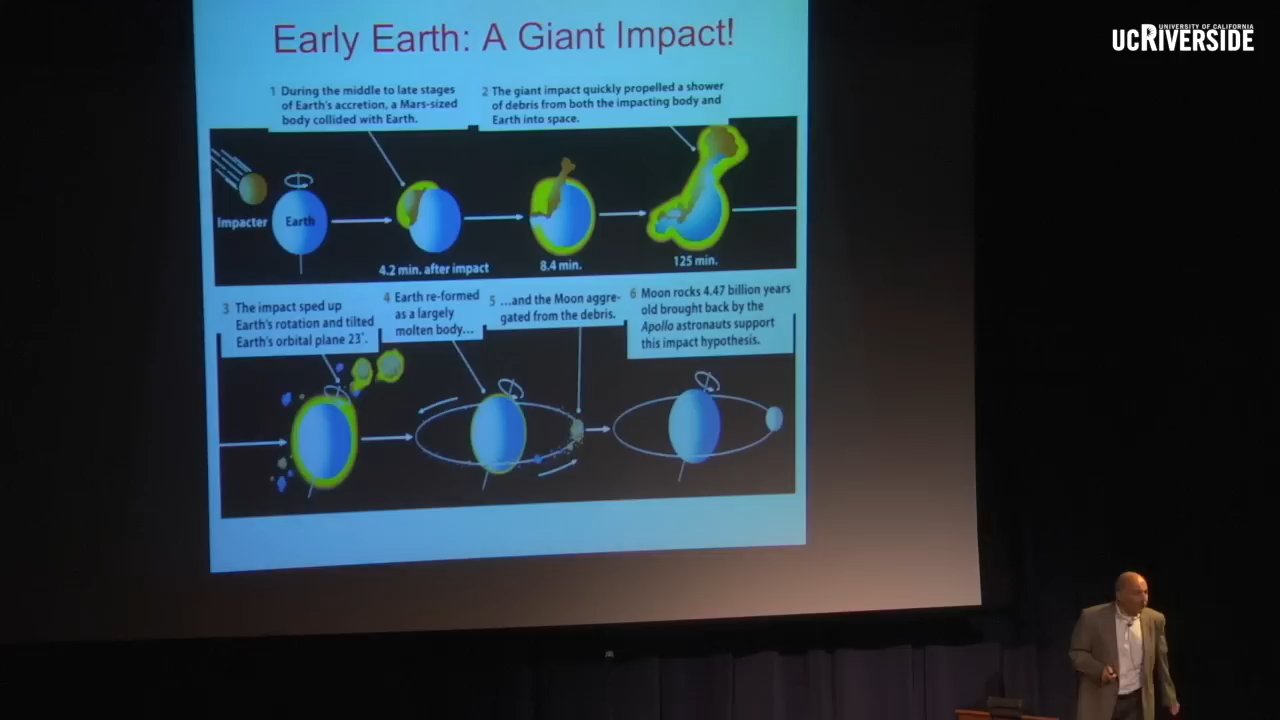 UNIVERSITY OF CALIFORNIA
UCRIVERSIDE
Early Earth: A Giant Impact!
1 During the middle to late stages
of Earth's accretion, a Mars-sized
body collided with Earth.
2 The giant impact quickly propelled a shower
of debris from both the impacting body and
Earth into space.
Impacter
Earth
4.2 min. after impact
8.4 min.
125 min.
3 The impact sped up
Earth's rotation and tilted
Earth's orbital plane 23°.
4 Earth re-formed
as a largely
molten body...
5 ...and the Moon aggre-
gated from the debris.
6 Moon rocks 4.47 billion years
old brought back by the
Apollo astronauts support
this impact hypothesis.